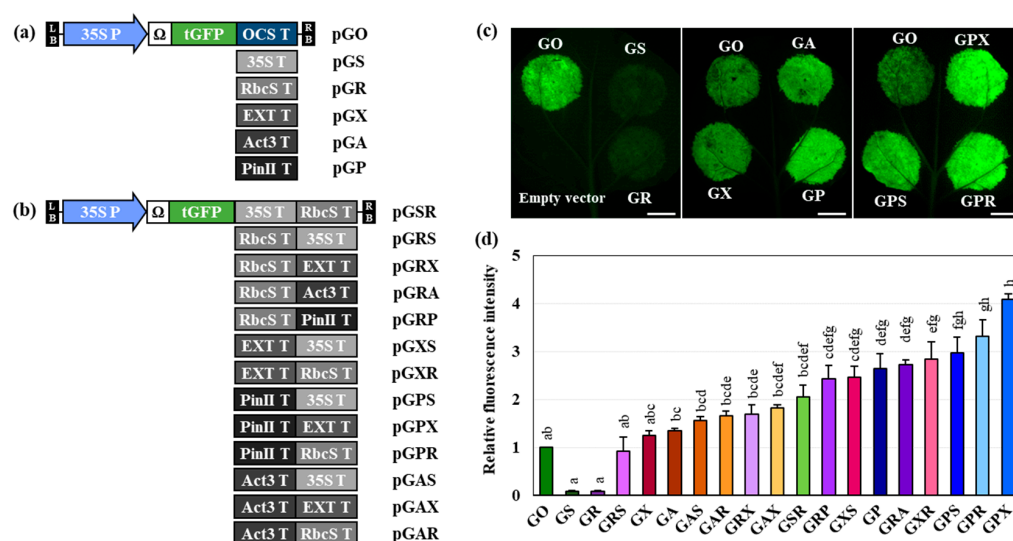 (a)
LB 35S P Ω tGFP OCS T RB pGO
35S T pGS
RbcS T pGR
EXT T pGX
Act3 T pGA
PinII T pGP
(b)
LB 35S P Ω tGFP 35S T RbcS T RB pGSR
RbcS T 35S T pGRS
RbcS T EXT T pGRX
RbcS T Act3 T pGRA
RbcS T PinII T pGRP
EXT T 35S T pGXS
EXT T RbcS T pGXR
PinII T 35S T pGPS
PinII T EXT T pGPX
PinII T RbcS T pGPR
Act3 T 35S T pGAS
Act3 T EXT T pGAX
Act3 T RbcS T pGAR
(c)
GO GS
Empty vector GR
GO GA
GX GP
GO GPX
GPS GPR
(d)
Relative fluorescence intensity
5
4
3
2
1
0
ab a a ab abc bc bcd bcde bcde bcdef bcdef cdefg cdefg defg defg efg fgh gh h
GO GS GR GRS GX GA GAS GAR GRX GAX GSR GRP GXS GP GRA GXR GPS GPR GPX